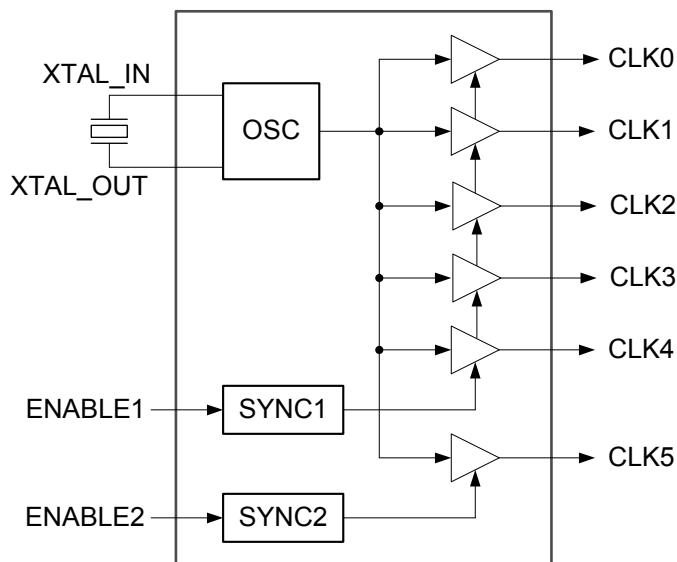 CLK0
XTAL_IN
OSC
CLK1
XTAL_OUT
CLK2
CLK3
CLK4
ENABLE1
SYNC1
CLK5
ENABLE2
SYNC2